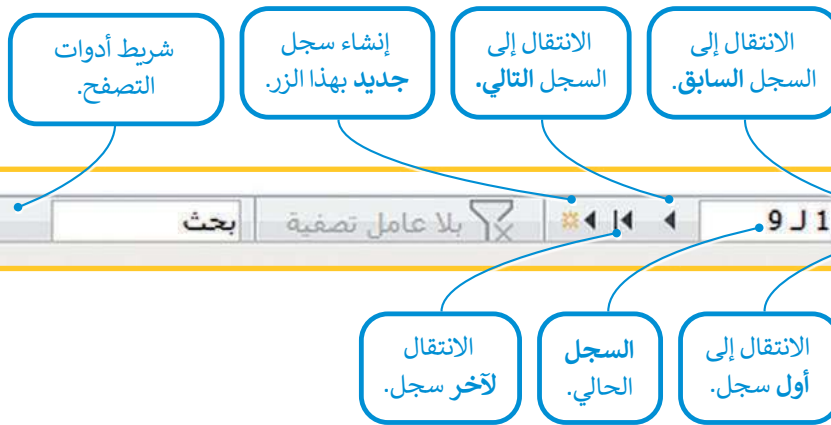 الانتقال إلى
السجل السابق.
الانتقال إلى
السجل التالي.
إنشاء سجل
جديد بهذا الزر.
شريط أدوات
التصفح.
1 لـ 9
بلا عامل تصفية
بحث
الانتقال إلى
أول سجل.
السجل
الحالي.
الانتقال
لآخر سجل.